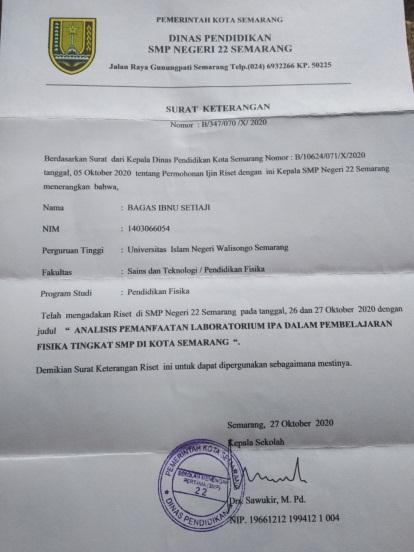 PEMERINTAH KOTA SEMARANG
DINAS PENDIDIKAN
SMP NEGERI 22 SEMARANG
Jalan Raya Gunungpati Semarang Telp.(024) 6932266 KP. 50225
SURAT KETERANGAN
Nomor : B/347/070 /X/ 2020
Berdasarkan Surat dari Kepala Dinas Pendidikan Kota Semarang Nomor : B/10624/071/X/2020
tanggal, 05 Oktober 2020 tentang Permohonan Ijin Riset dengan ini Kepala SMP Negeri 22 Semarang
menerangkan bahwa,
Nama : BAGAS IBNU SETIAJI
NIM : 1403066054
Perguruan Tinggi : Universitas Islam Negeri Walisongo Semarang
Fakultas : Sains dan Teknologi / Pendidikan Fisika
Program Studi : Pendidikan Fisika
Telah mengadakan Riset di SMP Negeri 22 Semarang pada tanggal, 26 dan 27 Oktober 2020 dengan
judul " ANALISIS PEMANFAATAN LABORATORIUM IPA DALAM PEMBELAJARAN
FISIKA TINGKAT SMP DI KOTA SEMARANG ".
Demikian Surat Keterangan Riset ini untuk dapat dipergunakan sebagaimana mestinya.
Semarang, 27 Oktober 2020
Kepala Sekolah
PEMERINTAH KOTA SEMARANG
SEKOLAH MENENGAH
PERTAMA (SMP)
22
DINAS PENDIDIKAN
Drs. Sawukir, M. Pd.
NIP. 19661212 199412 1 004